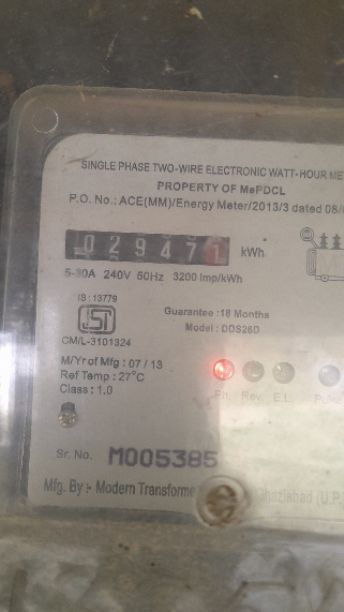 SINGLE PHASE TWO-WIRE ELECTRONIC WATT-HOUR
PROPERTY OF MePDCL
P.O. No.: ACE(MM)/Energy Meter/2013/3 dated 08/
029471 kWh
5-30A 240V 50Hz 3200 imp/kWh
IS : 13779
ISI
CM/L-3101324
Guarantee : 18 Months
Model : DDS26D
M/Yr of Mfg : 07 / 13
Ref Temp : 27°C
Class : 1.0
Ph. Rev. E.L.
Sr. No. M005385
Mfg. By :- Modern Transforme Ghaziabad (U.P.